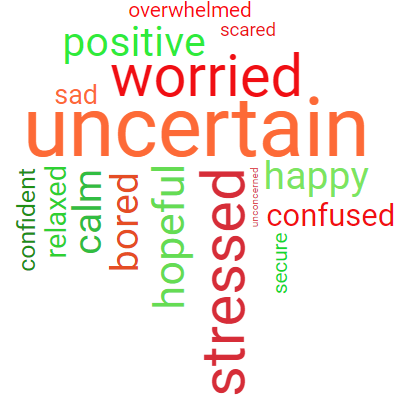 overwhelmed
scared
positive
worried
sad
uncertain
confident
relaxed
calm
bored
hopeful
stressed
unconcerned
happy
confused
secure